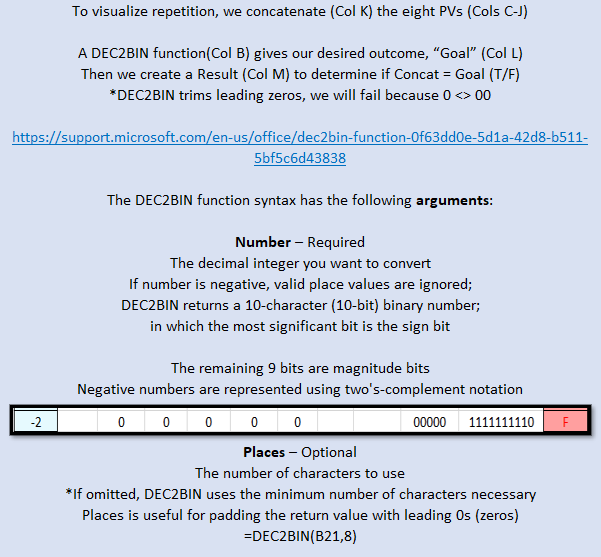 To visualize repetition, we concatenate (Col K) the eight PVs (Cols C-J)
A DEC2BIN function(Col B) gives our desired outcome, “Goal” (Col L)
Then we create a Result (Col M) to determine if Concat = Goal (T/F)
*DEC2BIN trims leading zeros, we will fail because 0 <> 00
https://support.microsoft.com/en-us/office/dec2bin-function-0f63dd0e-5d1a-42d8-b511-
5bf5c6d43838
The DEC2BIN function syntax has the following arguments:
Number – Required
The decimal integer you want to convert
If number is negative, valid place values are ignored;
DEC2BIN returns a 10-character (10-bit) binary number;
in which the most significant bit is the sign bit
The remaining 9 bits are magnitude bits
Negative numbers are represented using two's-complement notation
-2 0 0 0 0 0 00000 1111111110 F
Places – Optional
The number of characters to use
*If omitted, DEC2BIN uses the minimum number of characters necessary
Places is useful for padding the return value with leading 0s (zeros)
=DEC2BIN(B21,8)